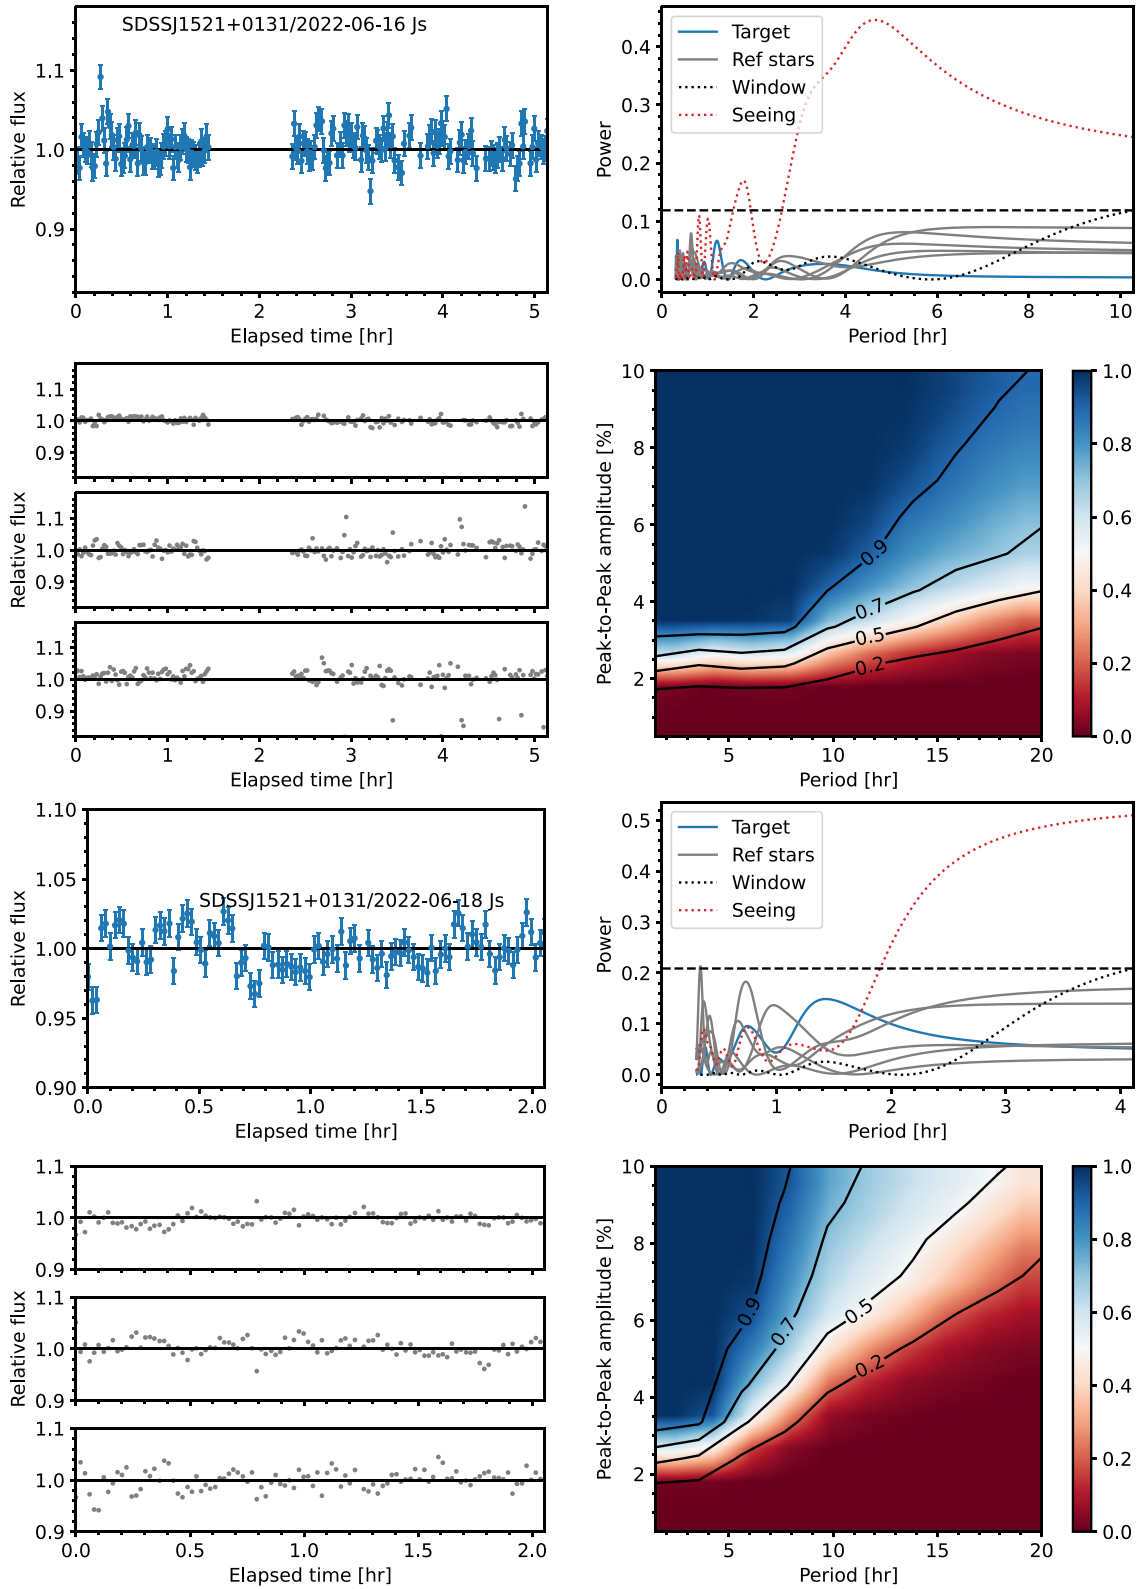 SDSSJ1521+0131/2022-06-16 Js
Relative flux
1.1
1.0
0.9
0 1 2 3 4 5
Elapsed time [hr]
Target
Ref stars
Window
Seeing
Power
0.4
0.3
0.2
0.1
0.0
0 2 4 6 8 10
Period [hr]
1.1
1.0
0.9
Relative flux
1.1
1.0
0.9
1.1
1.0
0.9
0 1 2 3 4 5
Elapsed time [hr]
Peak-to-Peak amplitude [%]
10
8
6
4
2
0.9
0.7
0.5
0.2
5 10 15 20
Period [hr]
1.0
0.8
0.6
0.4
0.2
0.0
Relative flux
1.10
1.05
1.00
0.95
0.90
SDSSJ1521+0131/2022-06-18 Js
0.0 0.5 1.0 1.5 2.0
Elapsed time [hr]
Target
Ref stars
Window
Seeing
Power
0.5
0.4
0.3
0.2
0.1
0.0
0 1 2 3 4
Period [hr]
1.1
1.0
0.9
Relative flux
1.1
1.0
0.9
1.1
1.0
0.9
0.0 0.5 1.0 1.5 2.0
Elapsed time [hr]
Peak-to-Peak amplitude [%]
10
8
6
4
2
0.9
0.7
0.5
0.2
5 10 15 20
Period [hr]
1.0
0.8
0.6
0.4
0.2
0.0